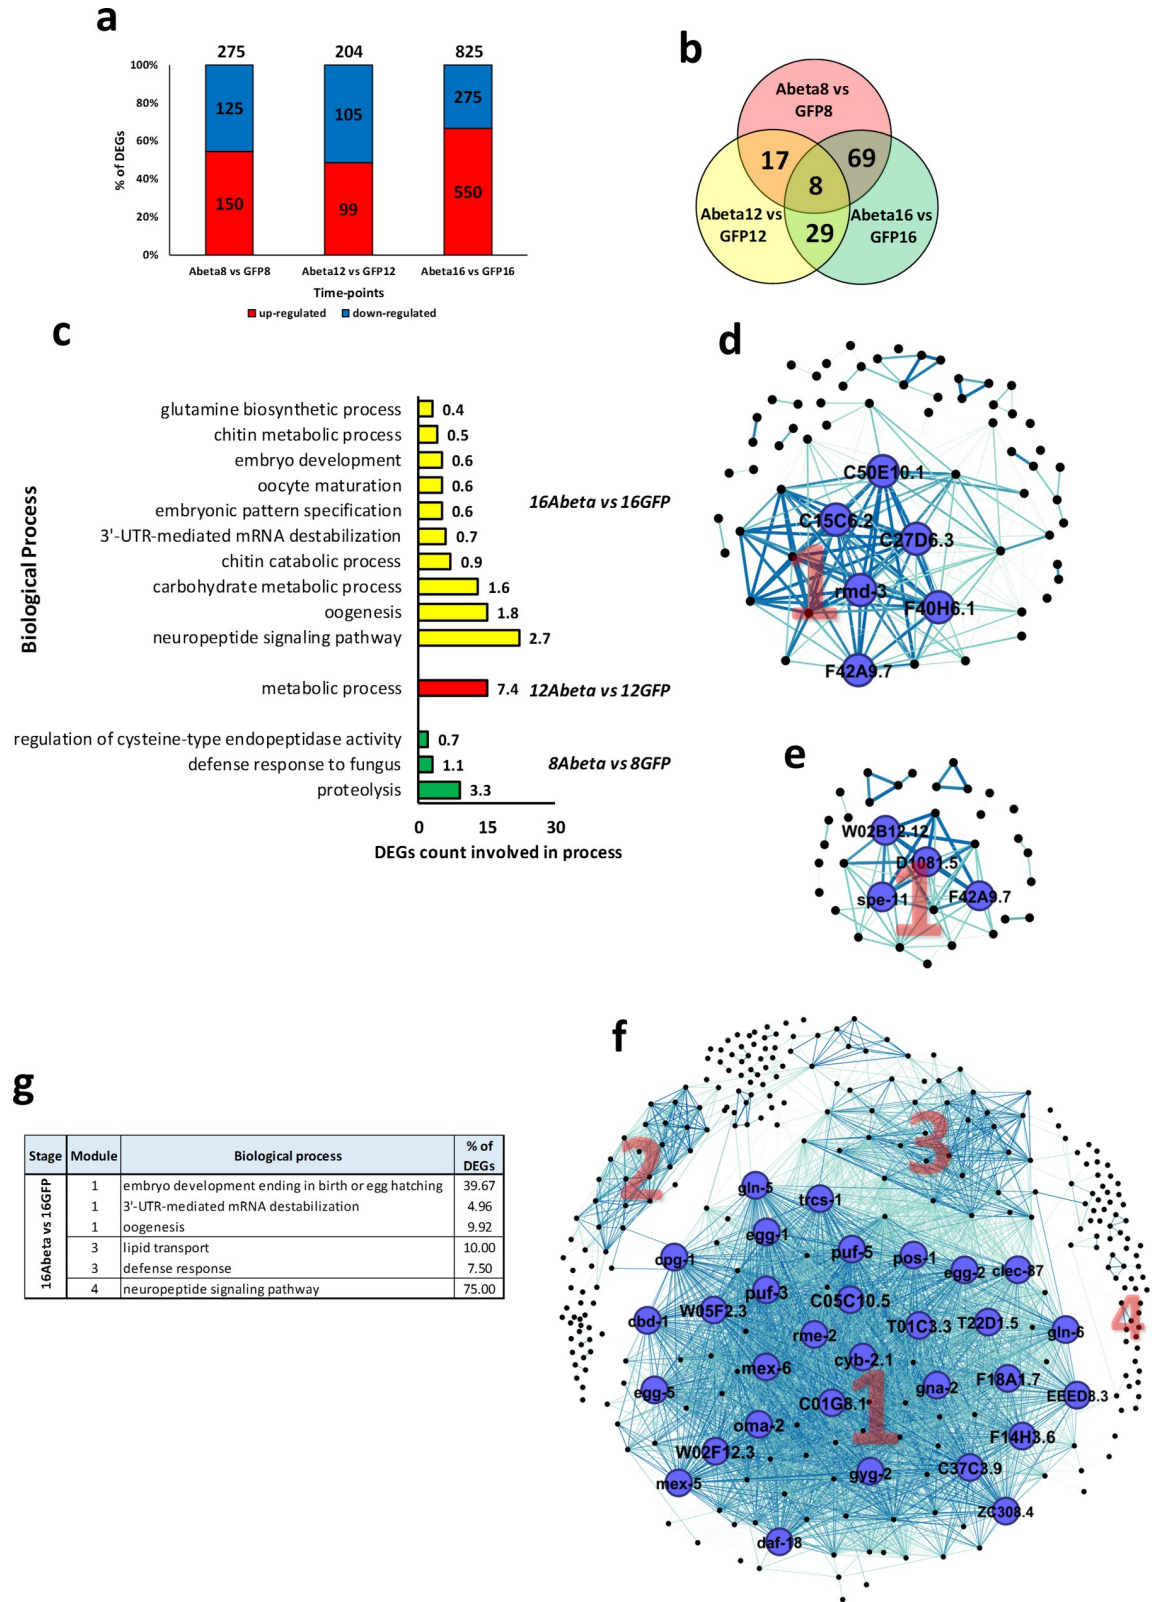 a
275 204 825
100%
80%
60%
40%
20%
0%
% of DEGs
125 105 275
150 99 550
Abeta8 vs GFP8 Abeta12 vs GFP12 Abeta16 vs GFP16
Time-points
up-regulated down-regulated
b
Abeta8 vs
GFP8
17 69
8
Abeta12 vs
GFP12
Abeta16 vs
GFP16
29
c
Biological Process
glutamine biosynthetic process 0.4
chitin metabolic process 0.5
embryo development 0.6
oocyte maturation 0.6
embryonic pattern specification 0.6
3'-UTR-mediated mRNA destabilization 0.7
chitin catabolic process 0.9
carbohydrate metabolic process 1.6
oogenesis 1.8
neuropeptide signaling pathway 2.7
16Abeta vs 16GFP
metabolic process 7.4 12Abeta vs 12GFP
regulation of cysteine-type endopeptidase activity 0.7
defense response to fungus 1.1 8Abeta vs 8GFP
proteolysis 3.3
0 15 30
DEGs count involved in process
d
C50E10.1
C15C6.2
C27D6.3
1
rmd-3
F40H6.1
F42A9.7
e
W02B12.12
D1081.5
spe-11
F42A9.7
1
f
2
3
gln-5
trcs-1
egg-1
cpg-1
puf-5
pos-1
egg-2
clec-87
puf-3
C05C10.5
W05F2.3
cbd-1
rme-2
T01C3.3
T22D1.5
gln-6
4
mex-6
cyb-2.1
egg-5
gna-2
F18A1.7
EEED8.3
C01G8.1
1
oma-2
F14H3.6
W02F12.3
mex-5
gyg-2
C37C3.9
ZC308.4
daf-18
g
Stage Module Biological process % of
DEGs
16Abeta vs 16GFP
1 embryo development ending in birth or egg hatching 39.67
1 3'-UTR-mediated mRNA destabilization 4.96
1 oogenesis 9.92
3 lipid transport 10.00
3 defense response 7.50
4 neuropeptide signaling pathway 75.00